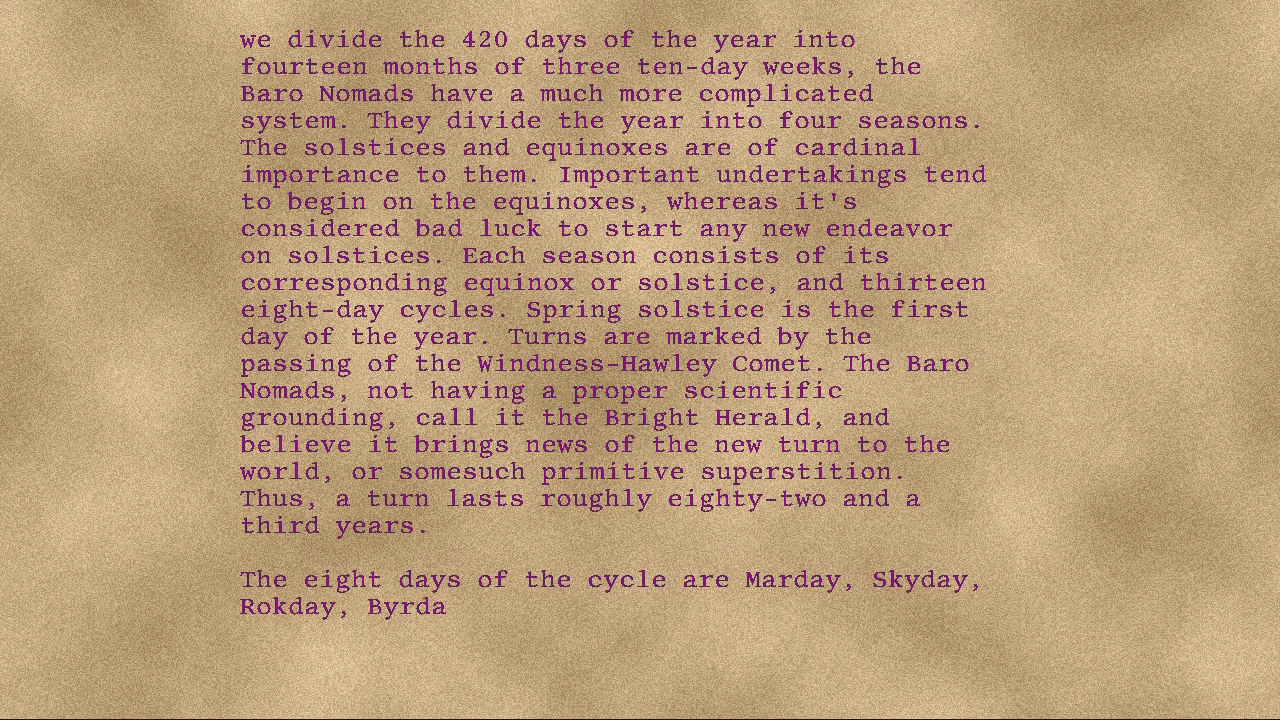 we divide the 420 days of the year into
fourteen months of three ten-day weeks, the
Baro Nomads have a much more complicated
system. They divide the year into four seasons.
The solstices and equinoxes are of cardinal
importance to them. Important undertakings tend
to begin on the equinoxes, whereas it's
considered bad luck to start any new endeavor
on solstices. Each season consists of its
corresponding equinox or solstice, and thirteen
eight-day cycles. Spring solstice is the first
day of the year. Turns are marked by the
passing of the Windness-Hawley Comet. The Baro
Nomads, not having a proper scientific
grounding, call it the Bright Herald, and
believe it brings news of the new turn to the
world, or somesuch primitive superstition.
Thus, a turn lasts roughly eighty-two and a
third years.

The eight days of the cycle are Marday, Skyday,
Rokday, Byrda